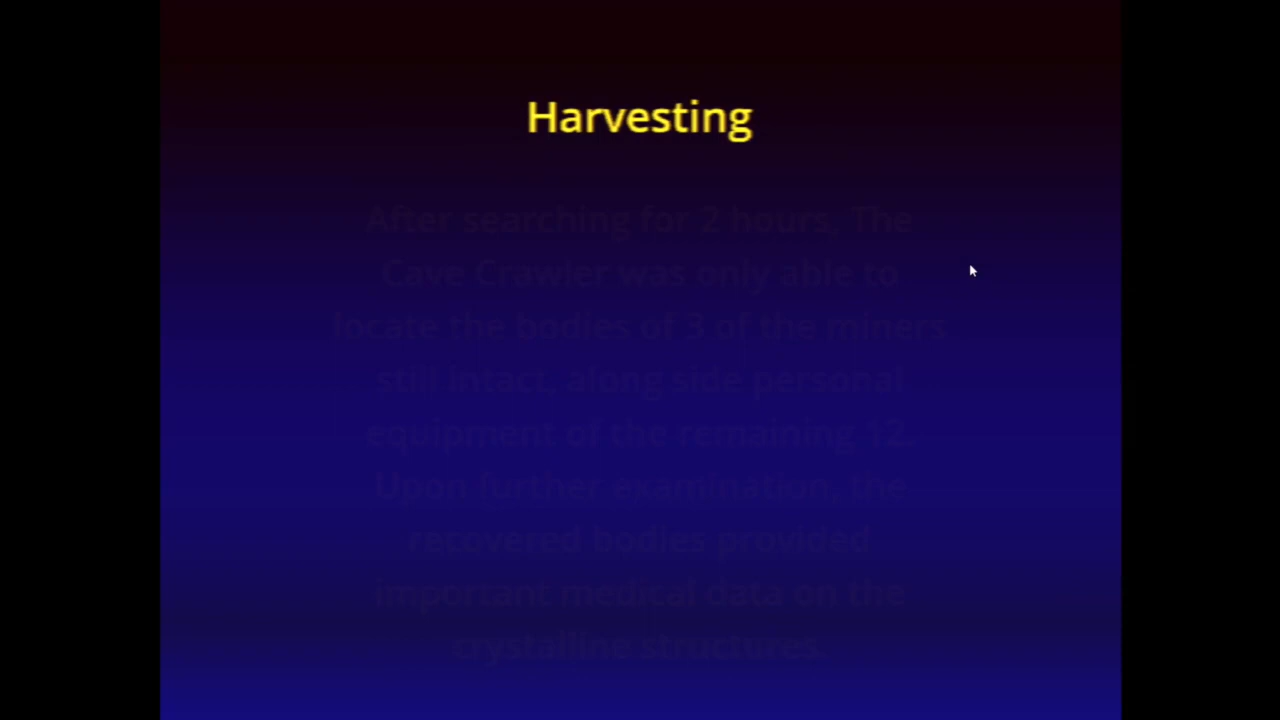 Harvesting
After searching for 2 hours, The
Cave Crawler was only able to
locate the bodies of 3 of the miners
still intact, along side personal
equipment of the remaining 12.
Upon further examination, the
recovered bodies provided
important medical data on the
crystalline structures